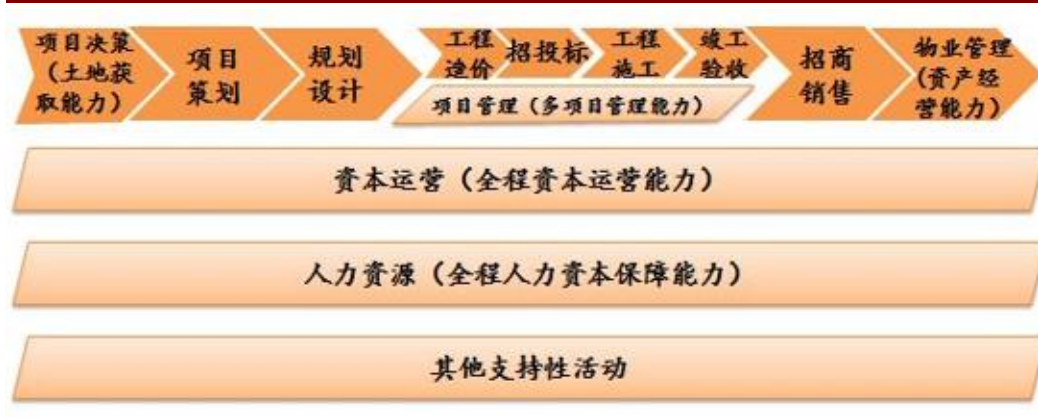 项目决策
（土地获
取能力）
项目
策划
规划
设计
工程
造价
招投标
工程
施工
竣工
验收
项目管理（多项目管理能力）
招商
销售
物业管理
(资产经
营能力)
资本运营（全程资本运营能力）
人力资源（全程人力资本保障能力）
其他支持性活动